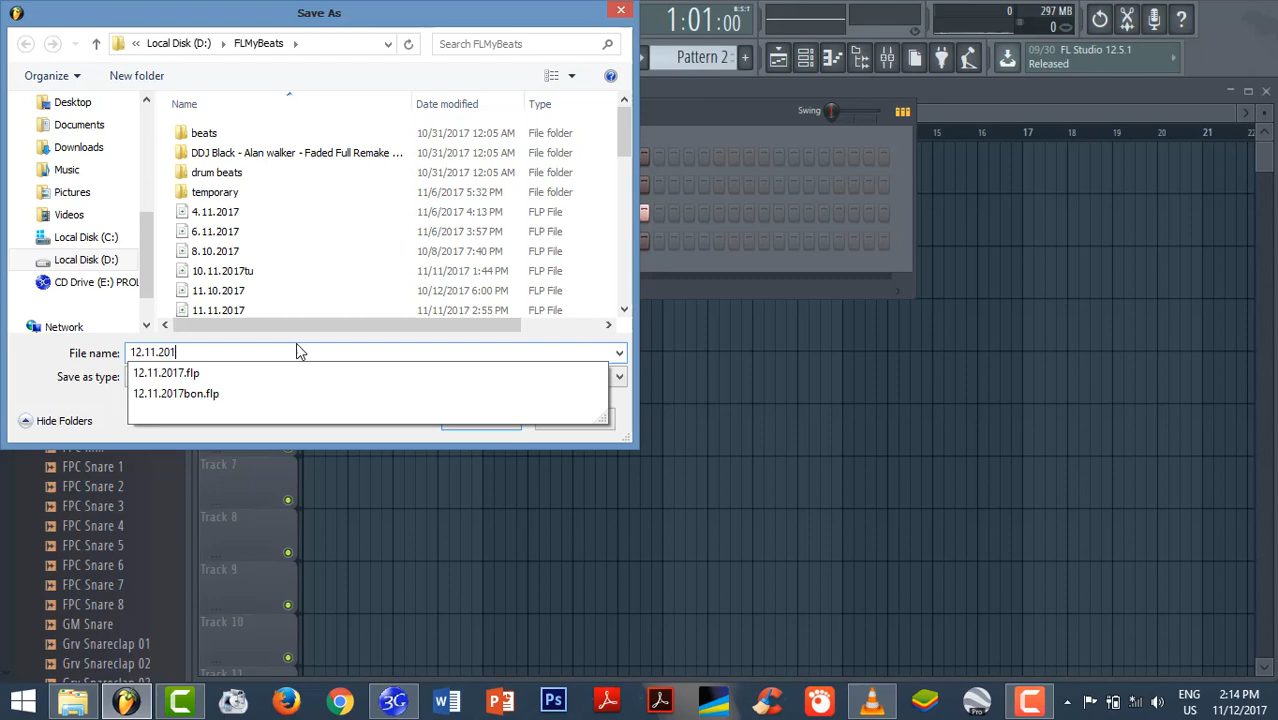 Save As
Local Disk (D:)
FLMyBeats
Search FLMyBeats
Organize
New folder
Name
Date modified
Type
Desktop
Documents
Downloads
Music
Pictures
Videos
Local Disk (C:)
Local Disk (D:)
CD Drive (E:) PROL
Network
beats 10/31/2017 12:05 AM File folder
DDJ Black - Alan walker - Faded Full Remake ... 10/31/2017 12:05 AM File folder
drum beats 10/31/2017 12:05 AM File folder
temporary 11/6/2017 5:32 PM File folder
4.11.2017 11/6/2017 4:13 PM FLP File
6.11.2017 11/6/2017 3:57 PM FLP File
8.10.2017 10/8/2017 7:40 PM FLP File
10.11.2017tu 11/11/2017 1:44 PM FLP File
11.10.2017 10/12/2017 6:00 PM FLP File
11.11.2017 11/11/2017 2:55 PM FLP File
File name: 12.11.201
Save as type:
12.11.2017.flp
12.11.2017bon.flp
Hide Folders
1:01:00
B:S:T
0
297 MB
0
Pattern 2
09/30 FL Studio 12.5.1
Released
Swing
15 16 17 18 19 20 21
FPC Snare 1
FPC Snare 2
FPC Snare 3
FPC Snare 4
FPC Snare 5
FPC Snare 6
FPC Snare 7
FPC Snare 8
GM Snare
Grv Snareclap 01
Grv Snareclap 02
Track 7
Track 8
Track 9
Track 10
3G
Ps
Pro
ENG
US
2:14 PM
11/12/2017